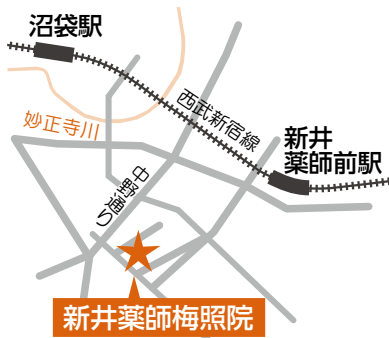 沼袋駅
西武新宿線
妙正寺川
新井
薬師前駅
中野通り
新井薬師梅照院